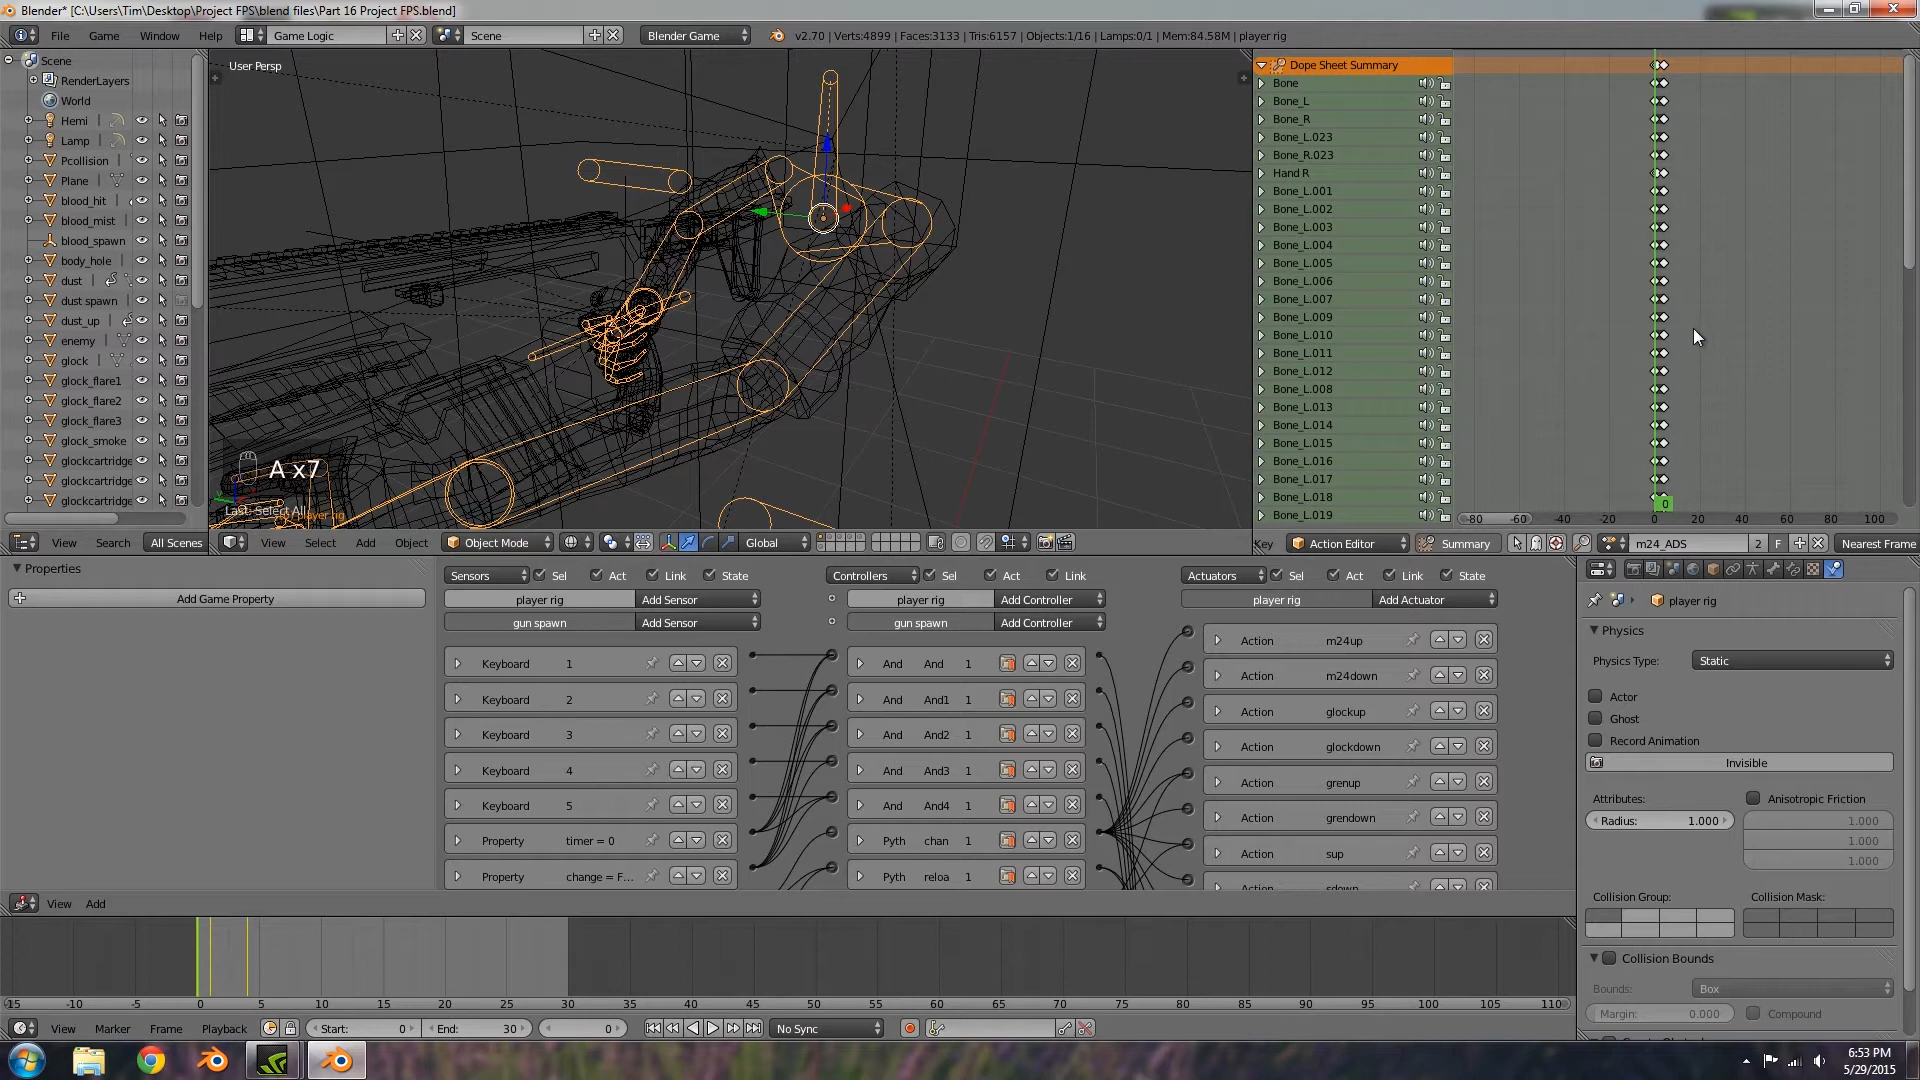 Blender* [C:\Users\Tim\Desktop\Project FPS\blend files\Part 16 Project FPS.blend]
File Game Window Help Game Logic Scene Blender Game v2.70 | Verts:4899 | Faces:3133 | Tris:6157 | Objects:1/16 | Lamps:0/1 | Mem:84.58M | player rig
Scene
RenderLayers
World
Hemi
Lamp
Pcollision
Plane
blood_hit
blood_mist
blood_spawn
body_hole
dust
dust spawn
dust_up
enemy
glock
glock_flare1
glock_flare2
glock_flare3
glock_smoke
glockcartridge
glockcartridge
glockcartridge
View Search All Scenes
User Persp
A x7
Last: Select All
player rig
View Select Add Object Object Mode Global
Dope Sheet Summary
Bone
Bone_L
Bone_R
Bone_L.023
Bone_R.023
Hand R
Bone_L.001
Bone_L.002
Bone_L.003
Bone_L.004
Bone_L.005
Bone_L.006
Bone_L.007
Bone_L.009
Bone_L.010
Bone_L.011
Bone_L.012
Bone_L.008
Bone_L.013
Bone_L.014
Bone_L.015
Bone_L.016
Bone_L.017
Bone_L.018
Bone_L.019
0
-80 -60 -40 -20 0 20 40 60 80 100
Key Action Editor Summary m24_ADS 2 F Nearest Frame
Properties
Add Game Property
Sensors Sel Act Link State
player rig Add Sensor
gun spawn Add Sensor
Keyboard 1
Keyboard 2
Keyboard 3
Keyboard 4
Keyboard 5
Property timer = 0
Property change = F...
Controllers Sel Act Link
player rig Add Controller
gun spawn Add Controller
And And 1
And And1 1
And And2 1
And And3 1
And And4 1
Pyth chan 1
Pyth reloa 1
Actuators Sel Act Link State
player rig Add Actuator
Action m24up
Action m24down
Action glockup
Action glockdown
Action grenup
Action grendown
Action sup
Action sdown
View Add
player rig
Physics
Physics Type: Static
Actor
Ghost
Record Animation
Invisible
Attributes: Anisotropic Friction
Radius: 1.000 1.000
1.000
1.000
Collision Group: Collision Mask:
Collision Bounds
Bounds: Box
Margin: 0.000 Compound
-15 -10 -5 0 5 10 15 20 25 30 35 40 45 50 55 60 65 70 75 80 85 90 95 100 105 110
View Marker Frame Playback Start: 0 End: 30 0 No Sync
6:53 PM
5/29/2015